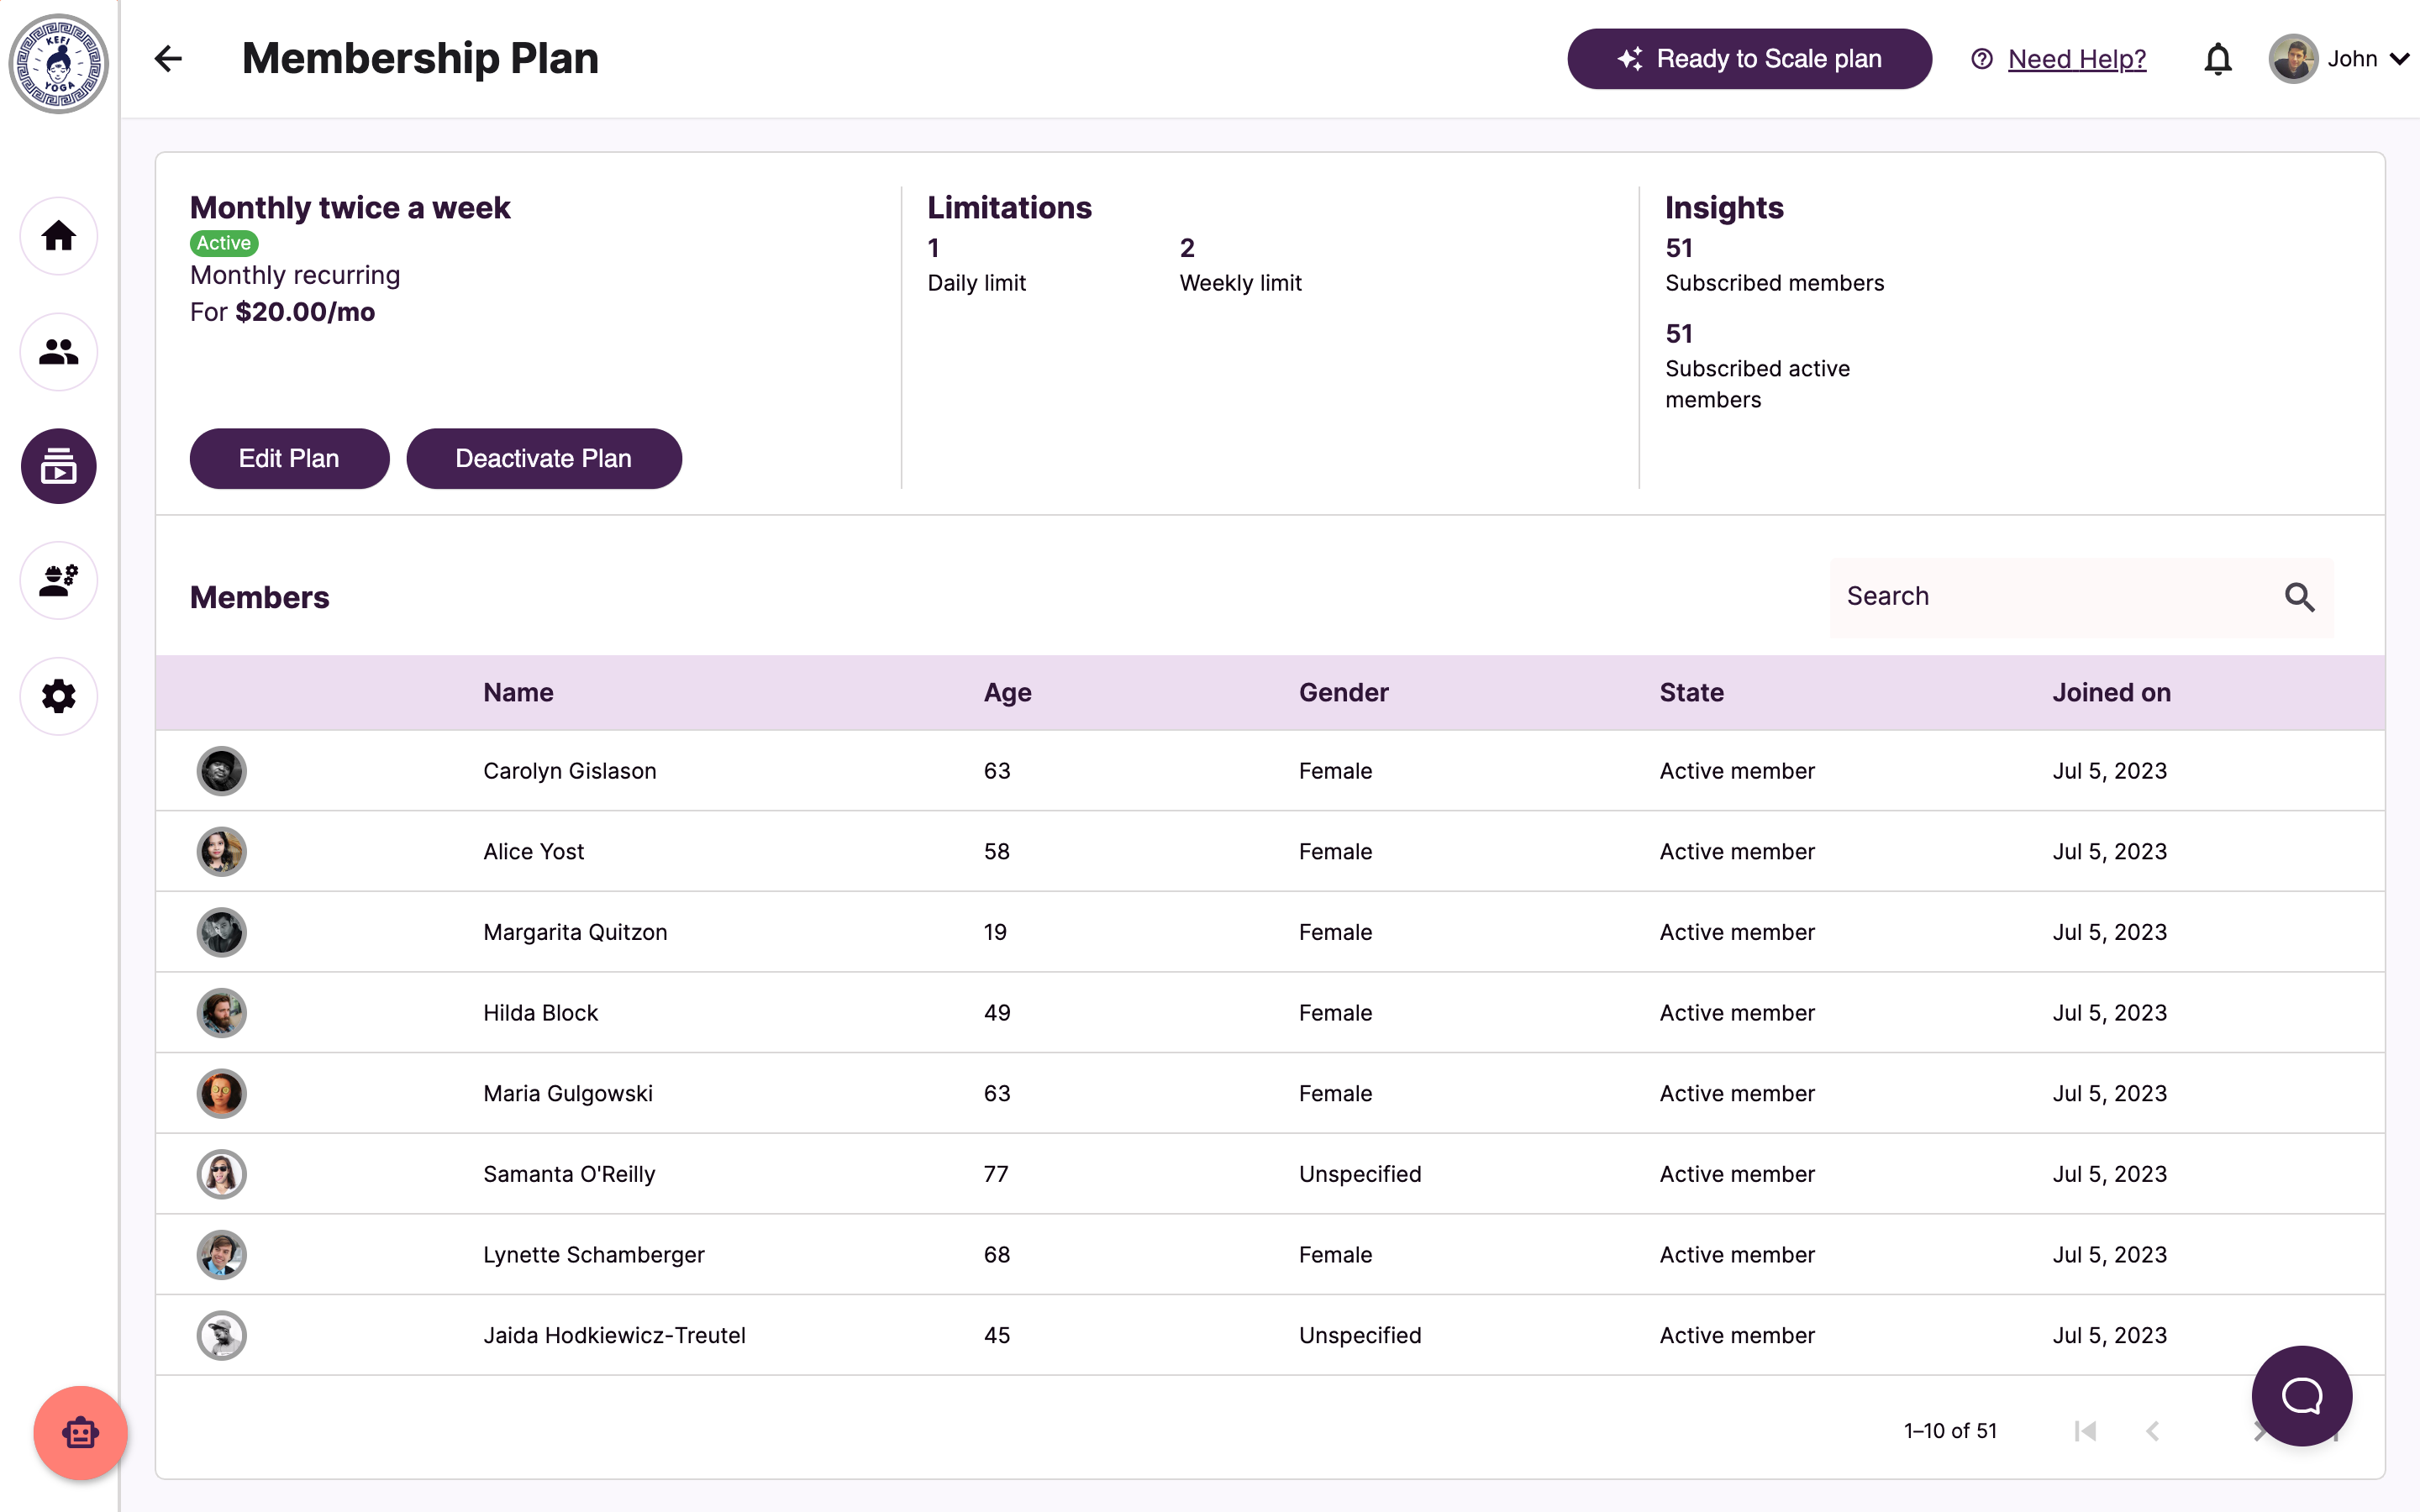 KEFI
YOGA
Membership Plan
Ready to Scale plan
Need Help?
John
Monthly twice a week
Active
Monthly recurring
For $20.00/mo
Edit Plan
Deactivate Plan
Limitations
1
Daily limit
2
Weekly limit
Insights
51
Subscribed members
51
Subscribed active
members
Members
Search
Name Age Gender State Joined on
Carolyn Gislason 63 Female Active member Jul 5, 2023
Alice Yost 58 Female Active member Jul 5, 2023
Margarita Quitzon 19 Female Active member Jul 5, 2023
Hilda Block 49 Female Active member Jul 5, 2023
Maria Gulgowski 63 Female Active member Jul 5, 2023
Samanta O'Reilly 77 Unspecified Active member Jul 5, 2023
Lynette Schamberger 68 Female Active member Jul 5, 2023
Jaida Hodkiewicz-Treutel 45 Unspecified Active member Jul 5, 2023
1–10 of 51